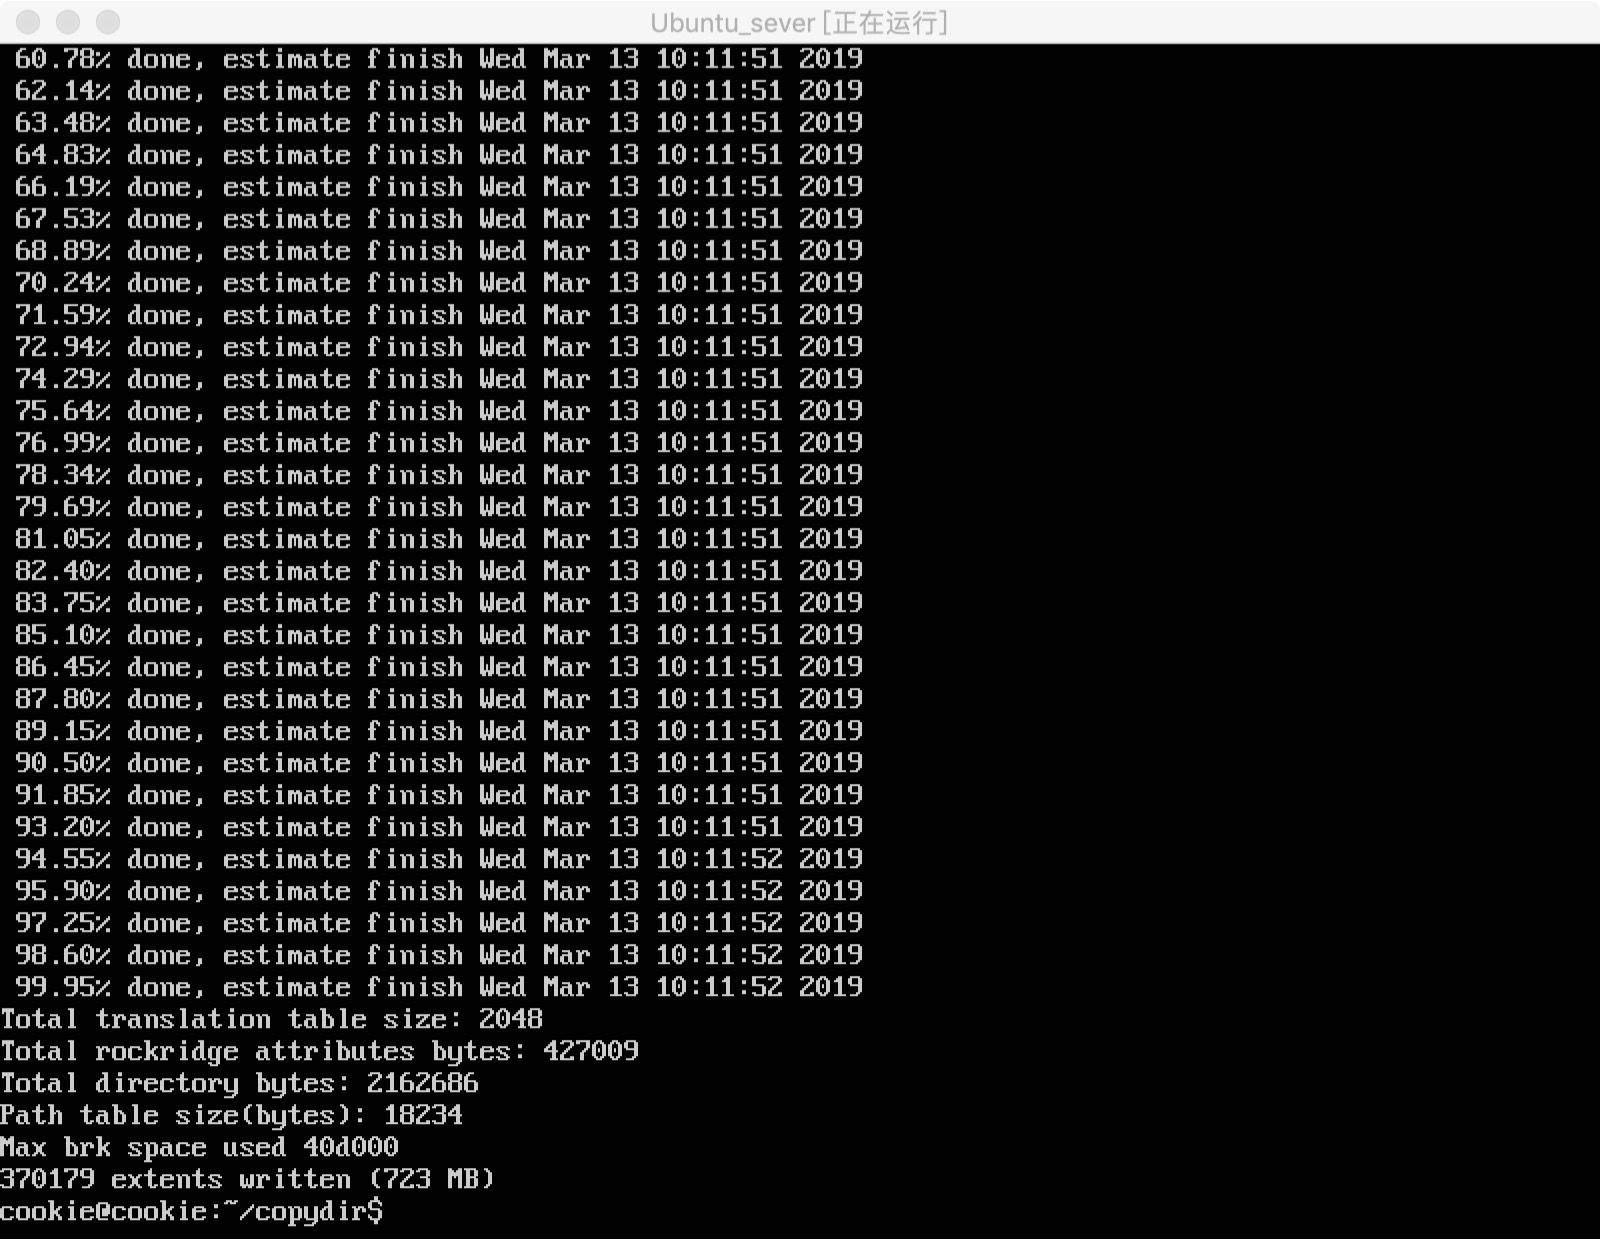 Ubuntu_sever [正在运行]
60.78% done, estimate finish Wed Mar 13 10:11:51 2019
62.14% done, estimate finish Wed Mar 13 10:11:51 2019
63.48% done, estimate finish Wed Mar 13 10:11:51 2019
64.83% done, estimate finish Wed Mar 13 10:11:51 2019
66.19% done, estimate finish Wed Mar 13 10:11:51 2019
67.53% done, estimate finish Wed Mar 13 10:11:51 2019
68.89% done, estimate finish Wed Mar 13 10:11:51 2019
70.24% done, estimate finish Wed Mar 13 10:11:51 2019
71.59% done, estimate finish Wed Mar 13 10:11:51 2019
72.94% done, estimate finish Wed Mar 13 10:11:51 2019
74.29% done, estimate finish Wed Mar 13 10:11:51 2019
75.64% done, estimate finish Wed Mar 13 10:11:51 2019
76.99% done, estimate finish Wed Mar 13 10:11:51 2019
78.34% done, estimate finish Wed Mar 13 10:11:51 2019
79.69% done, estimate finish Wed Mar 13 10:11:51 2019
81.05% done, estimate finish Wed Mar 13 10:11:51 2019
82.40% done, estimate finish Wed Mar 13 10:11:51 2019
83.75% done, estimate finish Wed Mar 13 10:11:51 2019
85.10% done, estimate finish Wed Mar 13 10:11:51 2019
86.45% done, estimate finish Wed Mar 13 10:11:51 2019
87.80% done, estimate finish Wed Mar 13 10:11:51 2019
89.15% done, estimate finish Wed Mar 13 10:11:51 2019
90.50% done, estimate finish Wed Mar 13 10:11:51 2019
91.85% done, estimate finish Wed Mar 13 10:11:51 2019
93.20% done, estimate finish Wed Mar 13 10:11:51 2019
94.55% done, estimate finish Wed Mar 13 10:11:52 2019
95.90% done, estimate finish Wed Mar 13 10:11:52 2019
97.25% done, estimate finish Wed Mar 13 10:11:52 2019
98.60% done, estimate finish Wed Mar 13 10:11:52 2019
99.95% done, estimate finish Wed Mar 13 10:11:52 2019
Total translation table size: 2048
Total rockridge attributes bytes: 427009
Total directory bytes: 2162686
Path table size(bytes): 18234
Max brk space used 40d000
370179 extents written (723 MB)
cookie@cookie:~/copydir$